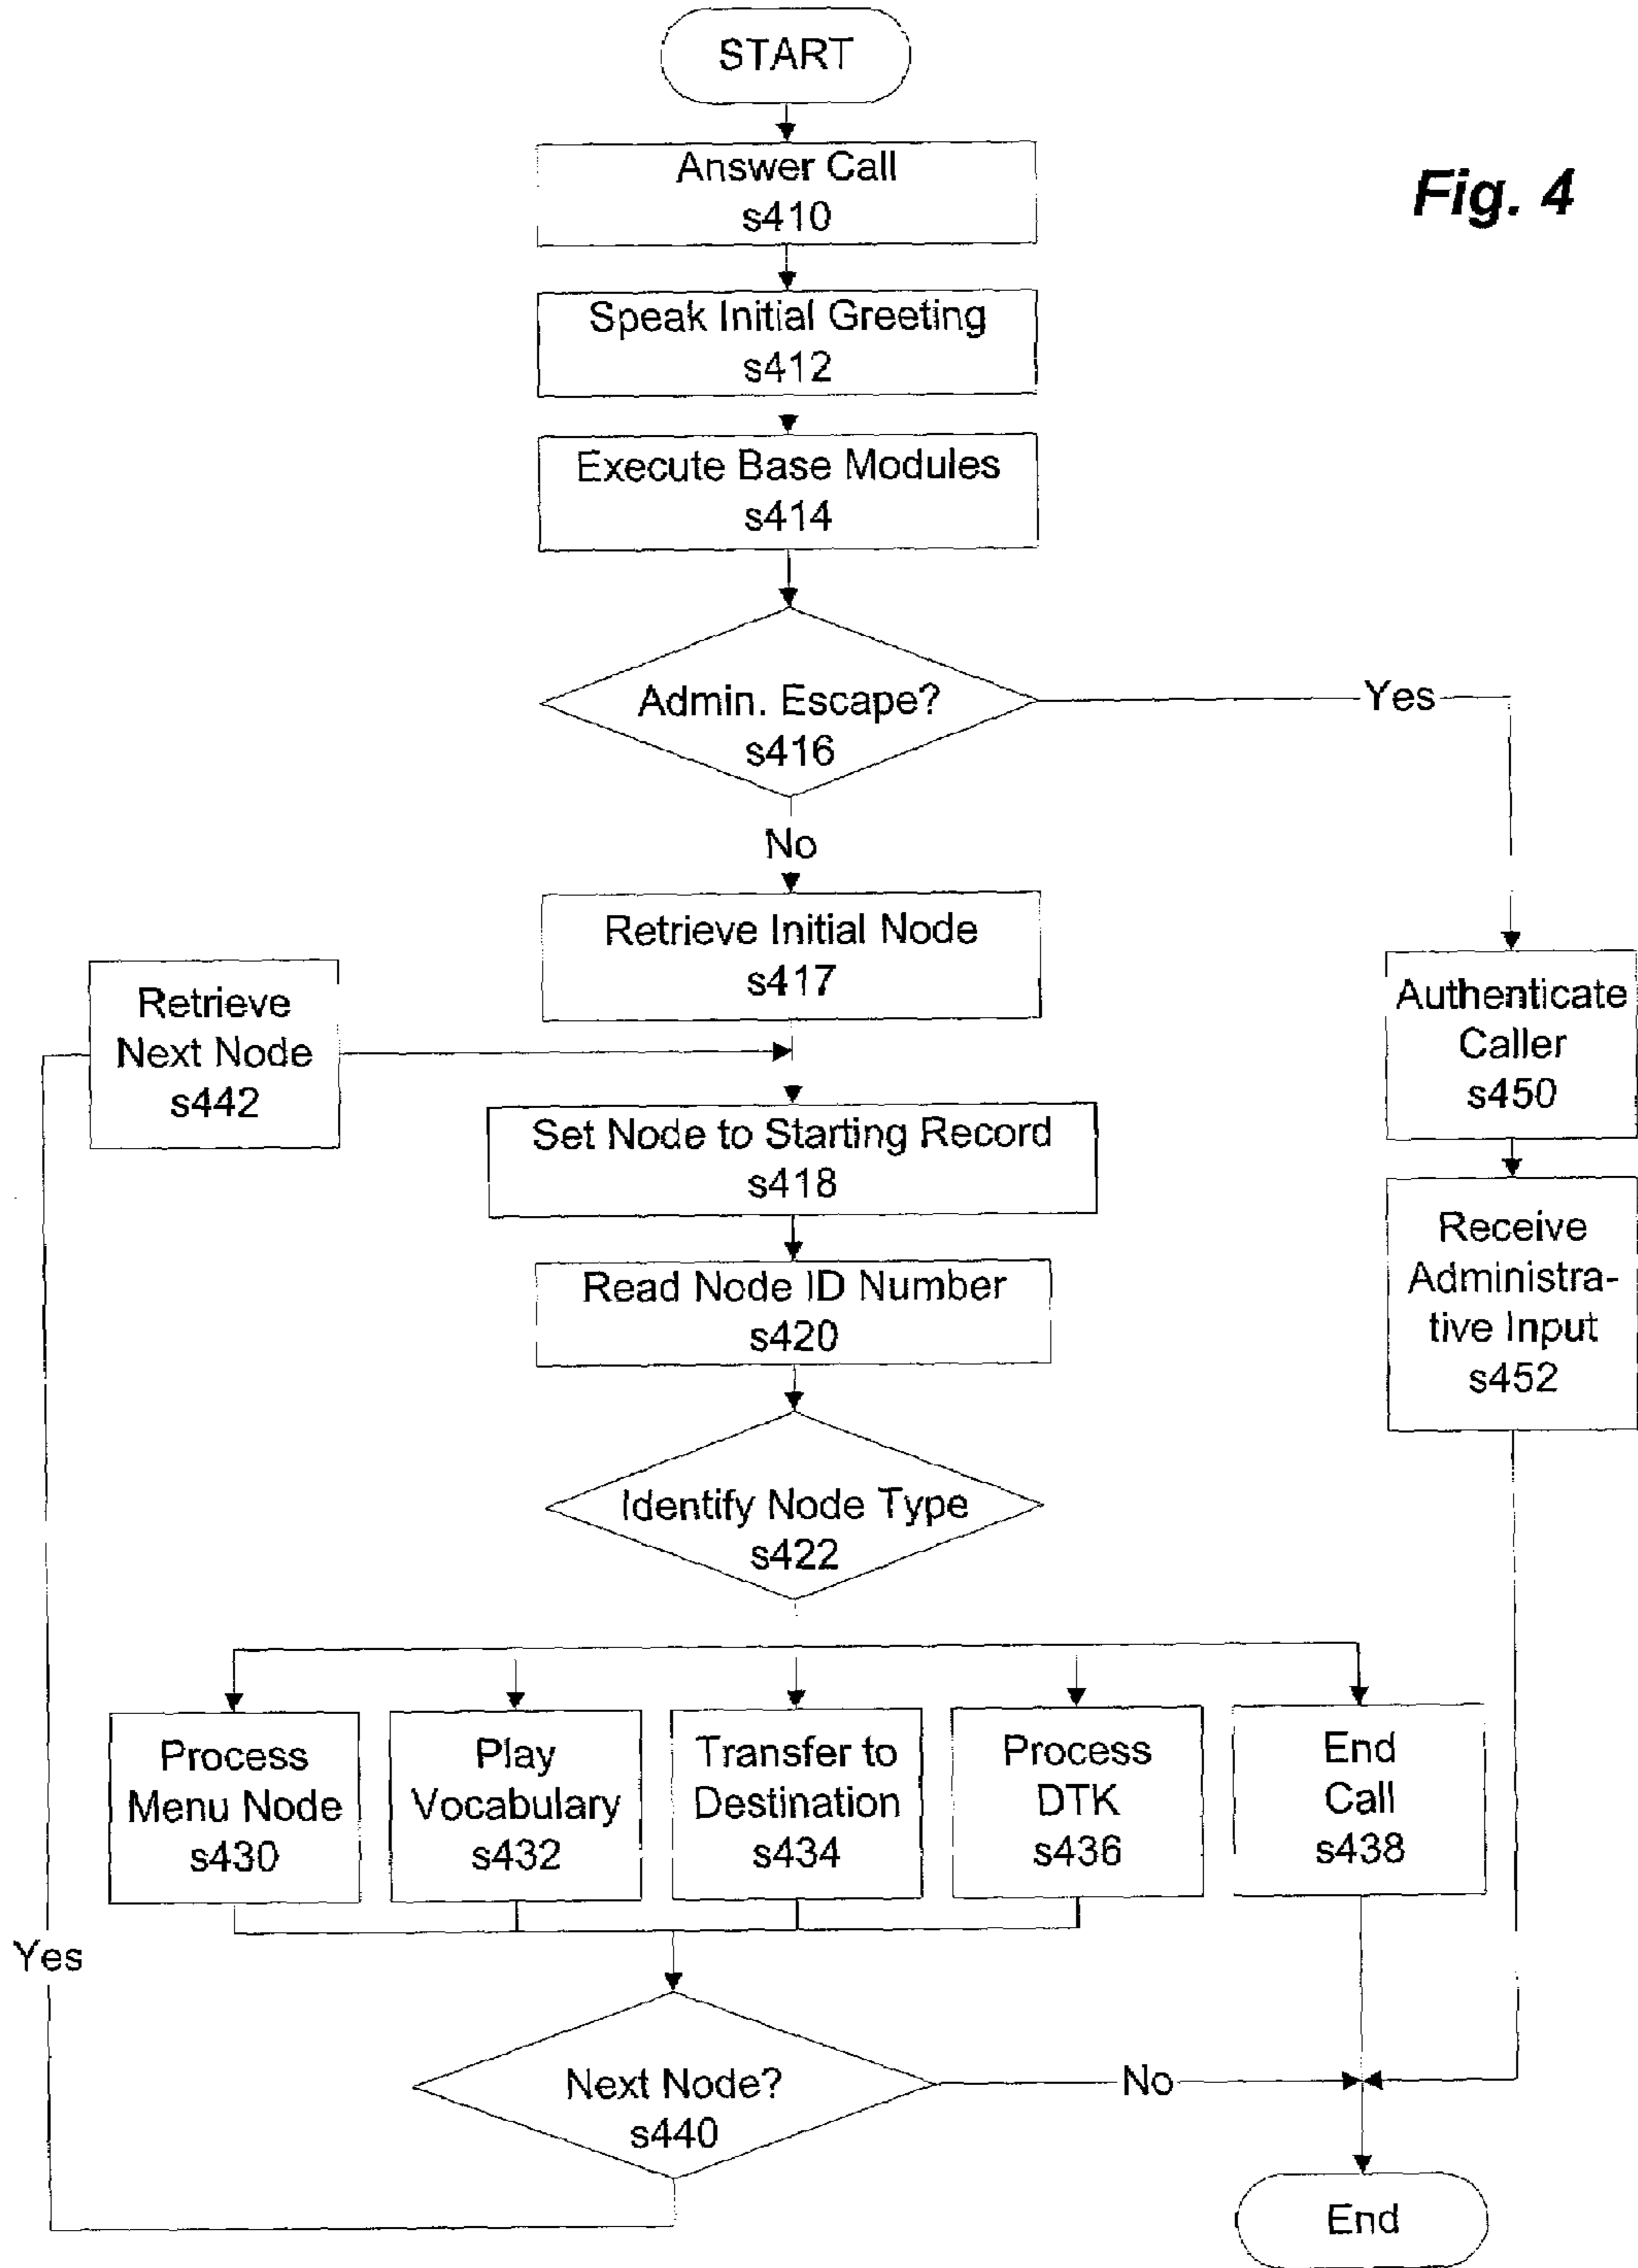 START
Answer Call
s410
Fig. 4
Speak Initial Greeting
s412
Execute Base Modules
s414
Admin. Escape?
s416
Yes
No
Retrieve Initial Node
s417
Retrieve
Next Node
s442
Authenticate
Caller
s450
Set Node to Starting Record
s418
Receive
Administra-
tive Input
s452
Read Node ID Number
s420
Identify Node Type
s422
Process
Menu Node
s430
Play
Vocabulary
s432
Transfer to
Destination
s434
Process
DTK
s436
End
Call
s438
Yes
Next Node?
s440
No
End